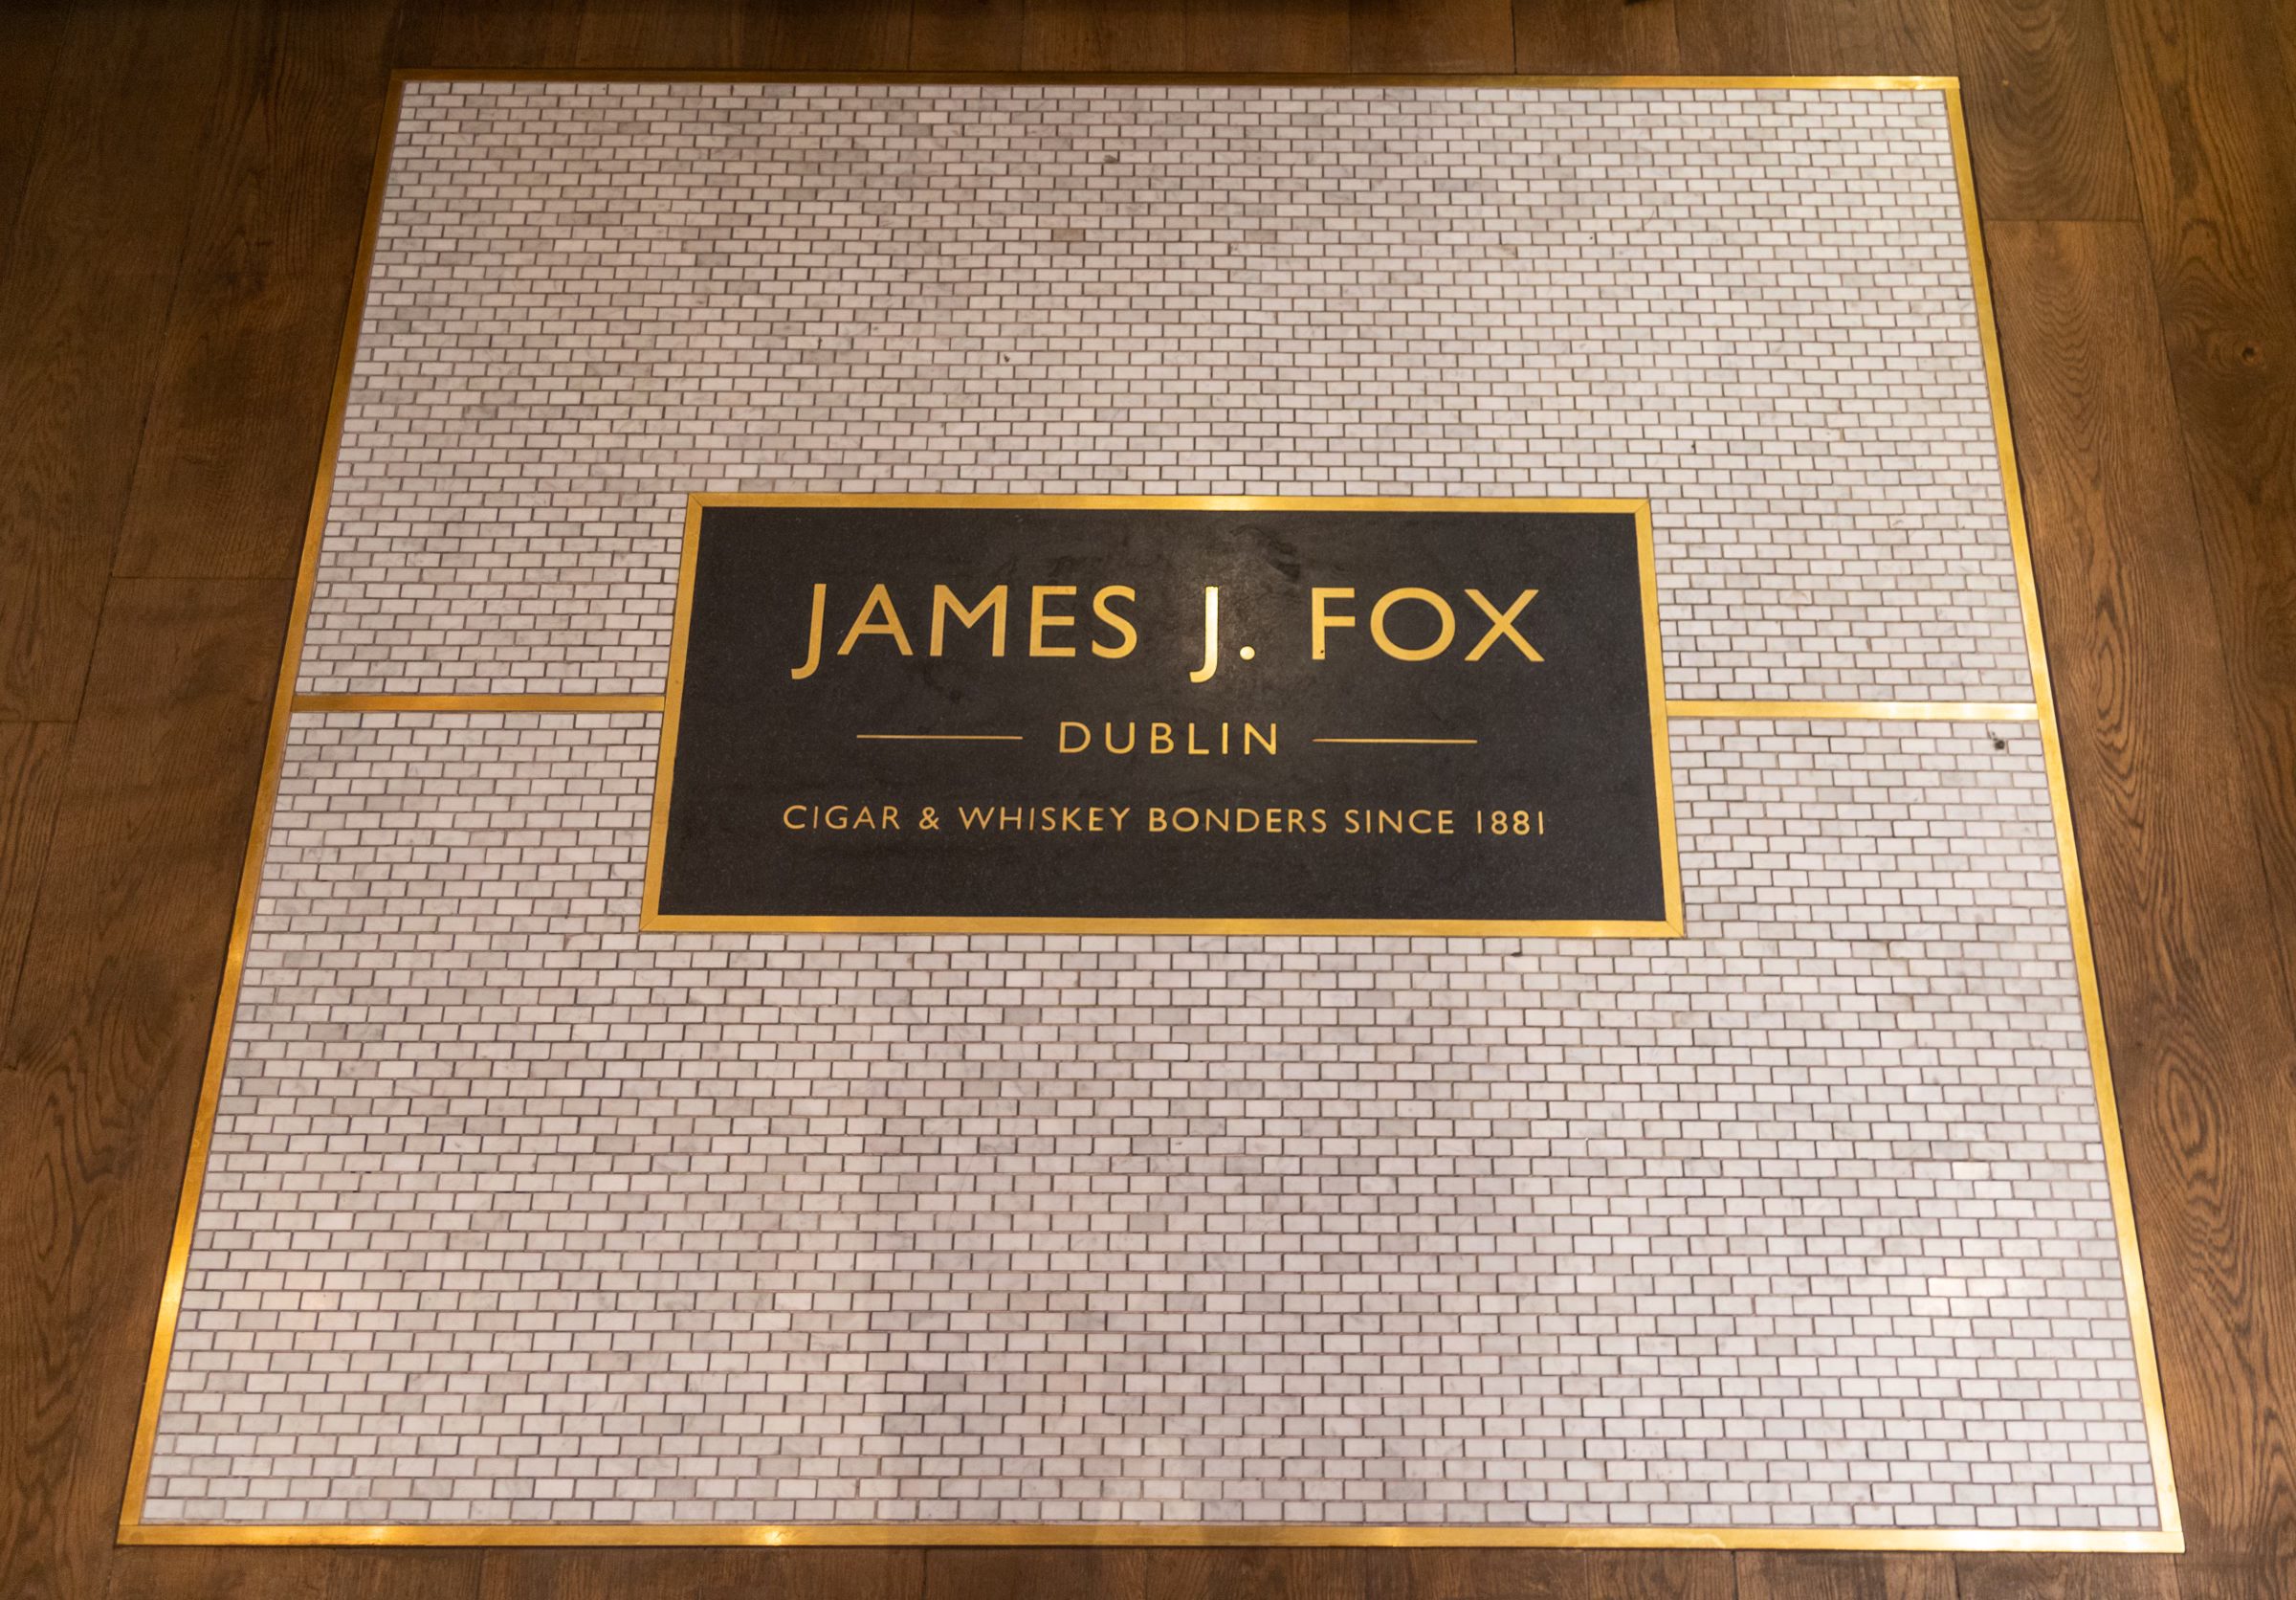 JAMES J. FOX
DUBLIN
CIGAR & WHISKEY BONDERS SINCE 1881